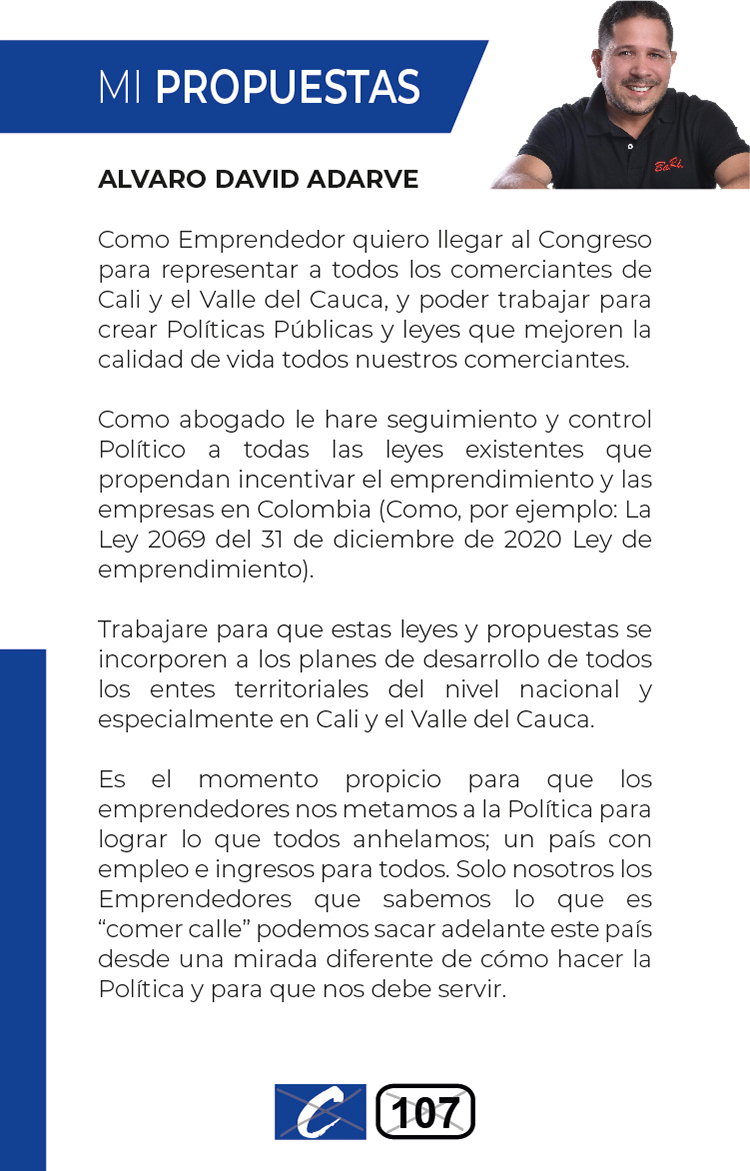 MI PROPUESTAS
BaRi.
ALVARO DAVID ADARVE
Como Emprendedor quiero llegar al Congreso
para representar a todos los comerciantes de
Cali y el Valle del Cauca, y poder trabajar para
crear Políticas Públicas y leyes que mejoren la
calidad de vida todos nuestros comerciantes.
Como abogado le hare seguimiento y control
Político a todas las leyes existentes que
propendan incentivar el emprendimiento y las
empresas en Colombia (Como, por ejemplo: La
Ley 2069 del 31 de diciembre de 2020 Ley de
emprendimiento).
Trabajare para que estas leyes y propuestas se
incorporen a los planes de desarrollo de todos
los entes territoriales del nivel nacional y
especialmente en Cali y el Valle del Cauca.
Es el momento propicio para que los
emprendedores nos metamos a la Política para
lograr lo que todos anhelamos; un país con
empleo e ingresos para todos. Solo nosotros los
Emprendedores que sabemos lo que es
“comer calle” podemos sacar adelante este país
desde una mirada diferente de cómo hacer la
Política y para que nos debe servir.
C 107